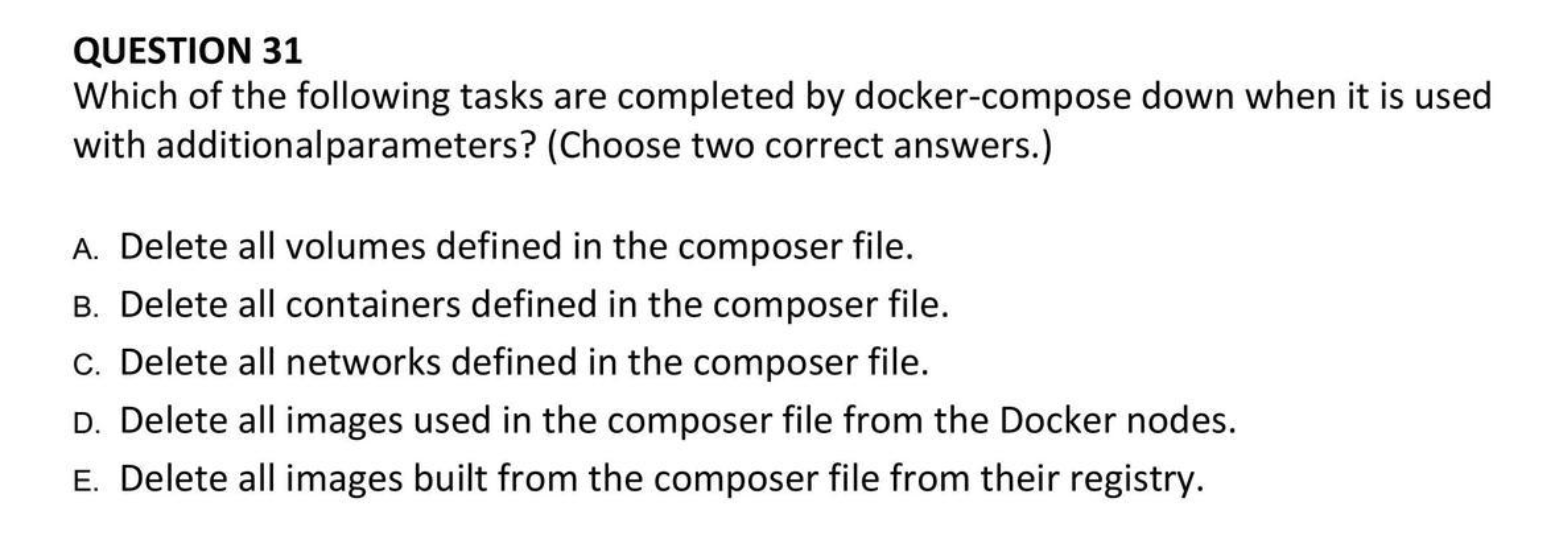 QUESTION 31
Which of the following tasks are completed by docker-compose down when it is used
with additionalparameters? (Choose two correct answers.)
A. Delete all volumes defined in the composer file.
B. Delete all containers defined in the composer file.
C. Delete all networks defined in the composer file.
D. Delete all images used in the composer file from the Docker nodes.
E. Delete all images built from the composer file from their registry.